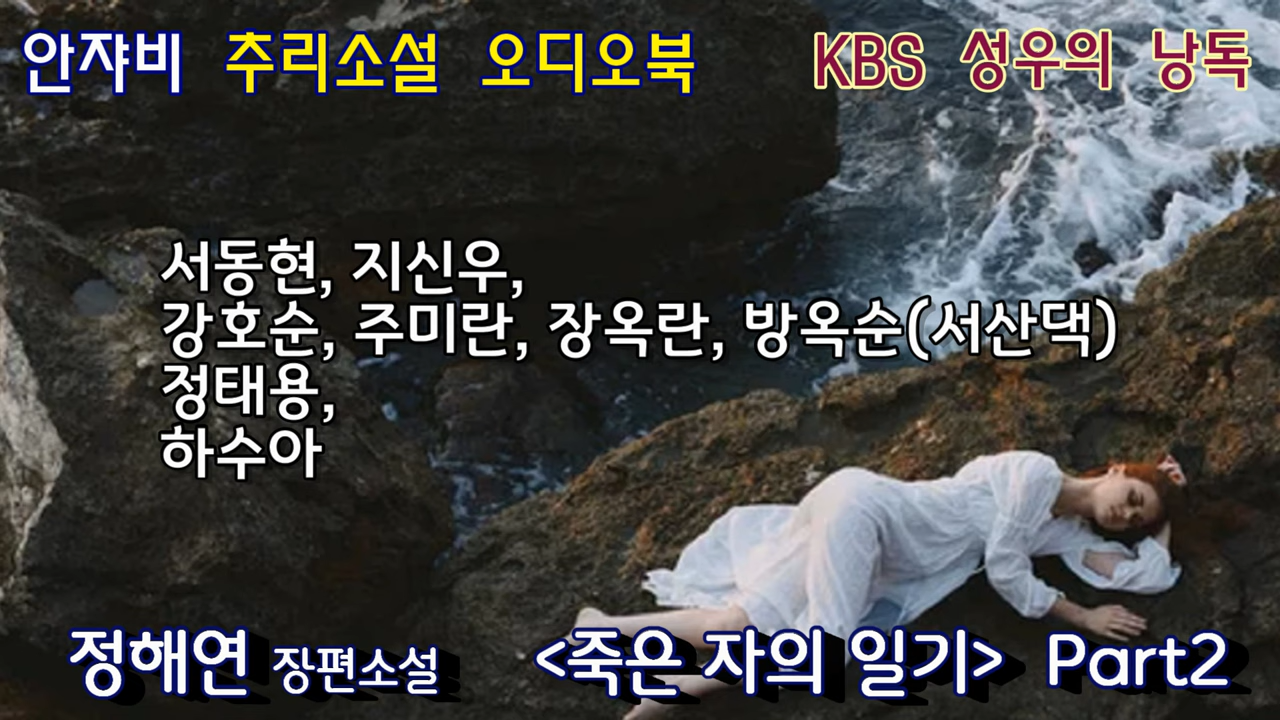 안쟈비 추리소설 오디오북 KBS 성우의 낭독
서동현, 지신우,
강호순, 주미란, 장옥란, 방옥순(서산댁)
정태용,
하수아
정해연 장편소설 <죽은 자의 일기> Part2